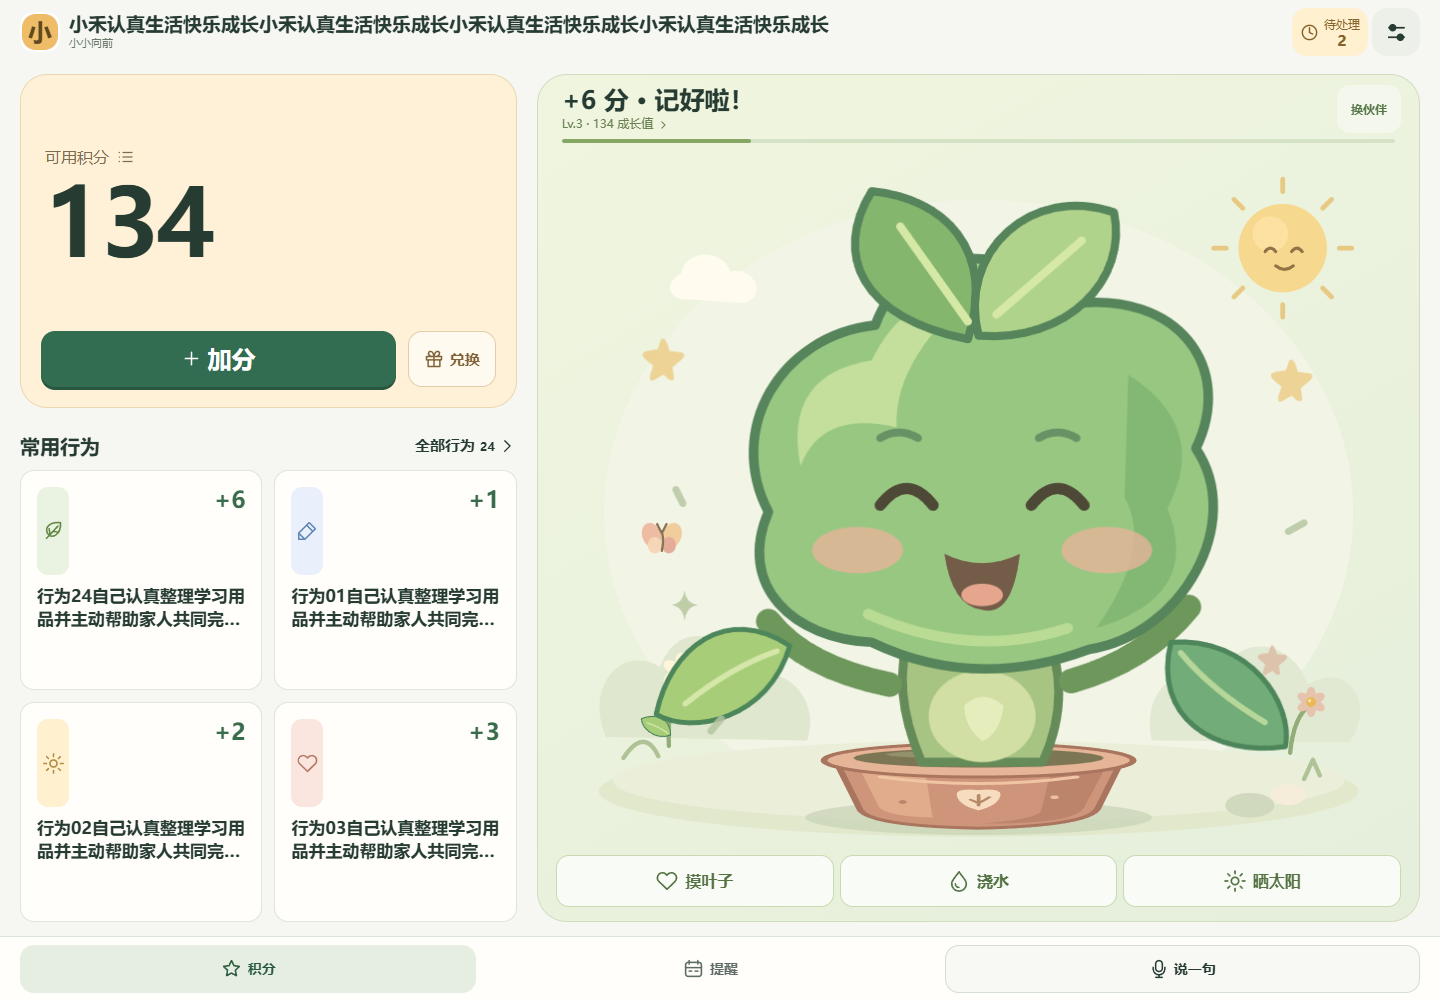 小
小禾认真生活快乐成长小禾认真生活快乐成长小禾认真生活快乐成长小禾认真生活快乐成长
小小向前
待处理
2
可用积分
134
加分
兑换
常用行为
全部行为 24
+6
行为24自己认真整理学习用
品并主动帮助家人共同完...
+1
行为01自己认真整理学习用
品并主动帮助家人共同完...
+2
行为02自己认真整理学习用
品并主动帮助家人共同完...
+3
行为03自己认真整理学习用
品并主动帮助家人共同完...
+6 分 · 记好啦！
Lv.3 · 134 成长值
换伙伴
摸叶子
浇水
晒太阳
积分
提醒
说一句